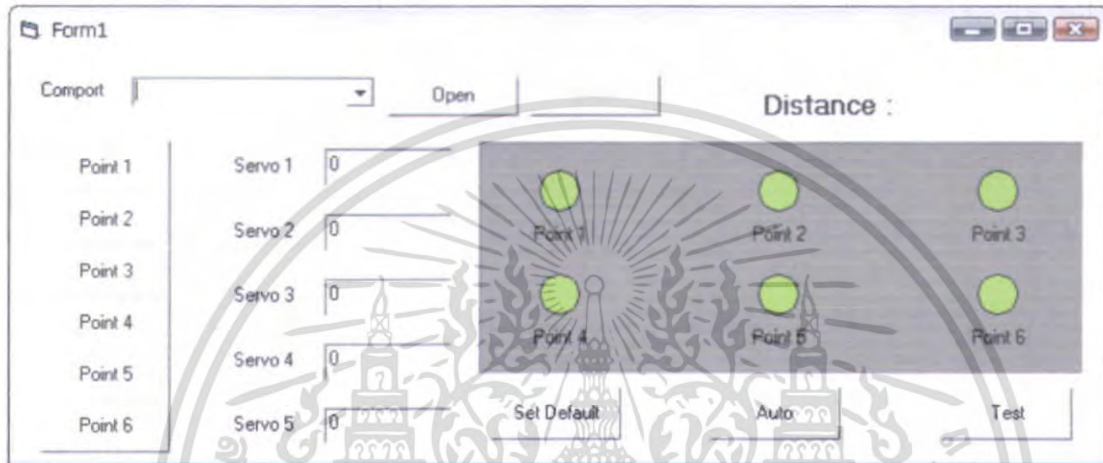 Form1
Comport Open Distance :
Point 1 Servo 1 0
Point 2 Servo 2 0
Point 3 Servo 3 0
Point 4 Servo 4 0
Point 5 Servo 5 0
Point 6
Point 1 Point 2 Point 3
Point 4 Point 5 Point 6
Set Default Auto Test